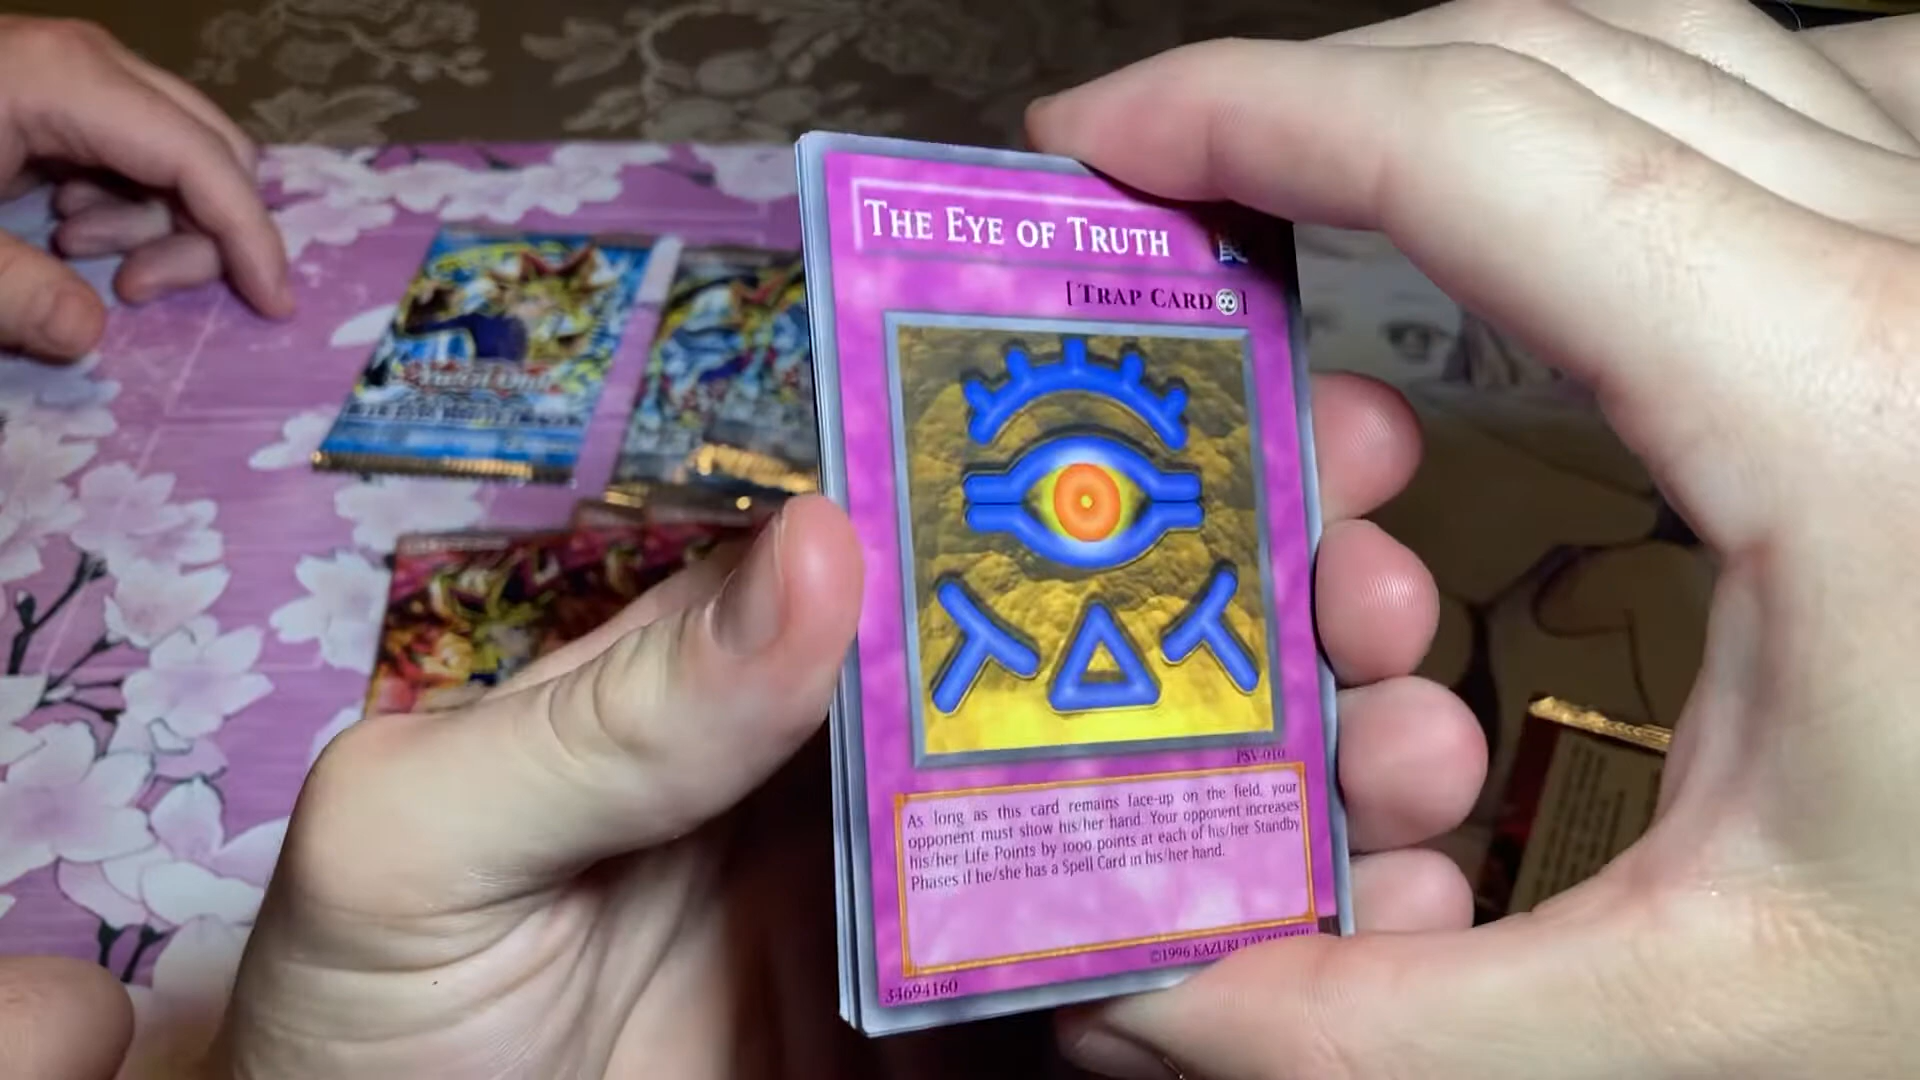 THE EYE OF TRUTH
[TRAP CARD]
PSV-010
As long as this card remains face-up on the field, your
opponent must show his/her hand. Your opponent increases
his/her Life Points by 1000 points at each of his/her Standby
Phases if he/she has a Spell Card in his/her hand.
©1996 KAZUKI TAKAHASHI
34694160